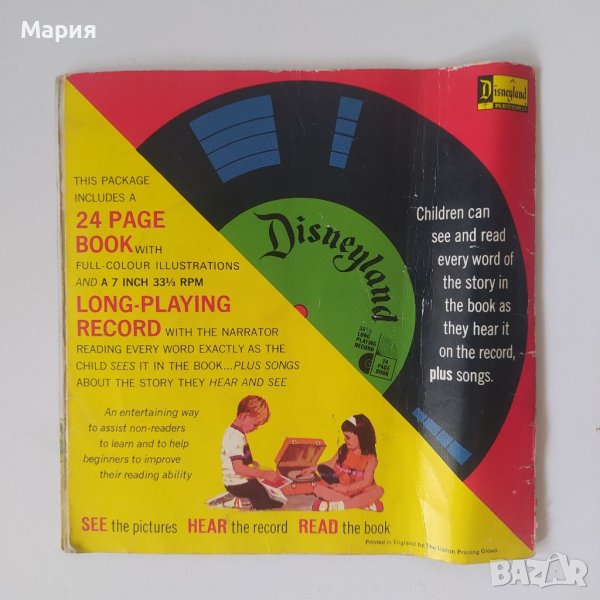 Мария
A
Disneyland
RECORD
THIS PACKAGE
INCLUDES A
24 PAGE
BOOK WITH
FULL-COLOUR ILLUSTRATIONS
AND A 7 INCH 33⅓ RPM
LONG-PLAYING
RECORD WITH THE NARRATOR
READING EVERY WORD EXACTLY AS THE
CHILD SEES IT IN THE BOOK...PLUS SONGS
ABOUT THE STORY THEY HEAR AND SEE
An entertaining way
to assist non-readers
to learn and to help
beginners to improve
their reading ability
Disneyland
33⅓
LONG
PLAYING
RECORD
24
PAGE
BOOK
Children can
see and read
every word of
the story in
the book as
they hear it
on the record,
plus songs.
SEE the pictures HEAR the record READ the book
Printed in England by The Upton Printing Group.
BAZAR